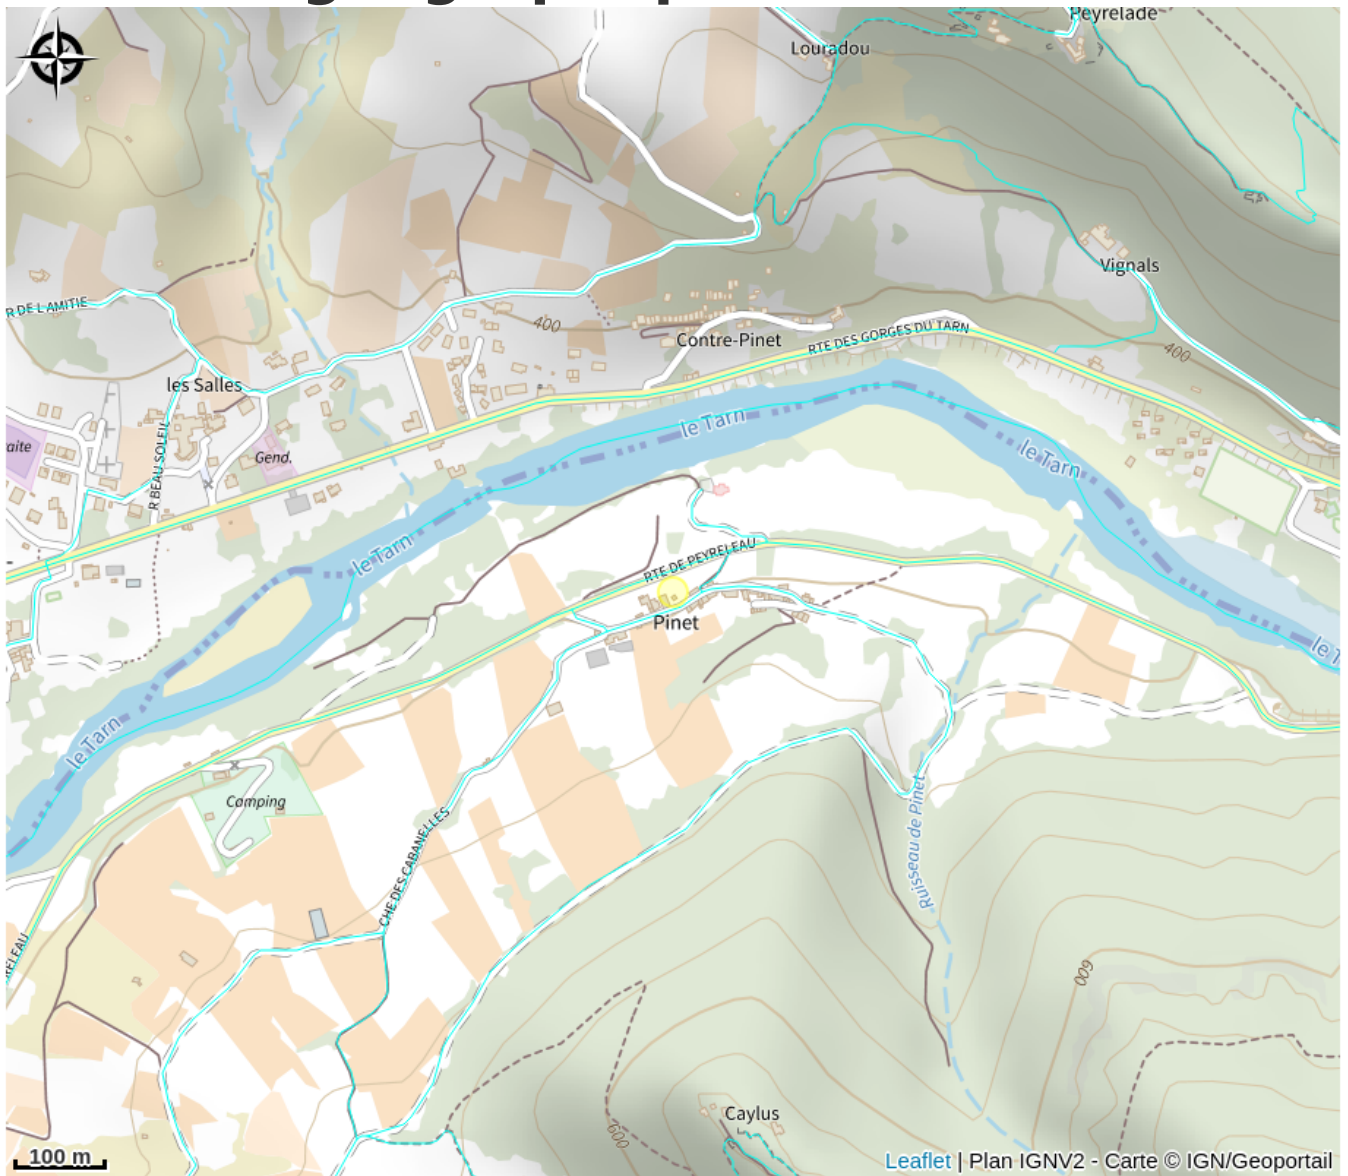 Peyrelade
Louradou
Vignals
R DE L AMITIE
400
Contre-Pinet
RTE DES GORGES DU TARN
400
les Salles
le Tarn
R BEAU SOLEIL
Gend.
le Tarn
le Tarn
RTE DE PEYRELEAU
Pinet
le T
le Tarn
Camping
CHE DES CABANELLES
Ruisseau de Pinet
RELEAU
600
Caylus
600
100 m
Leaflet | Plan IGNV2 - Carte © IGN/Geoportail